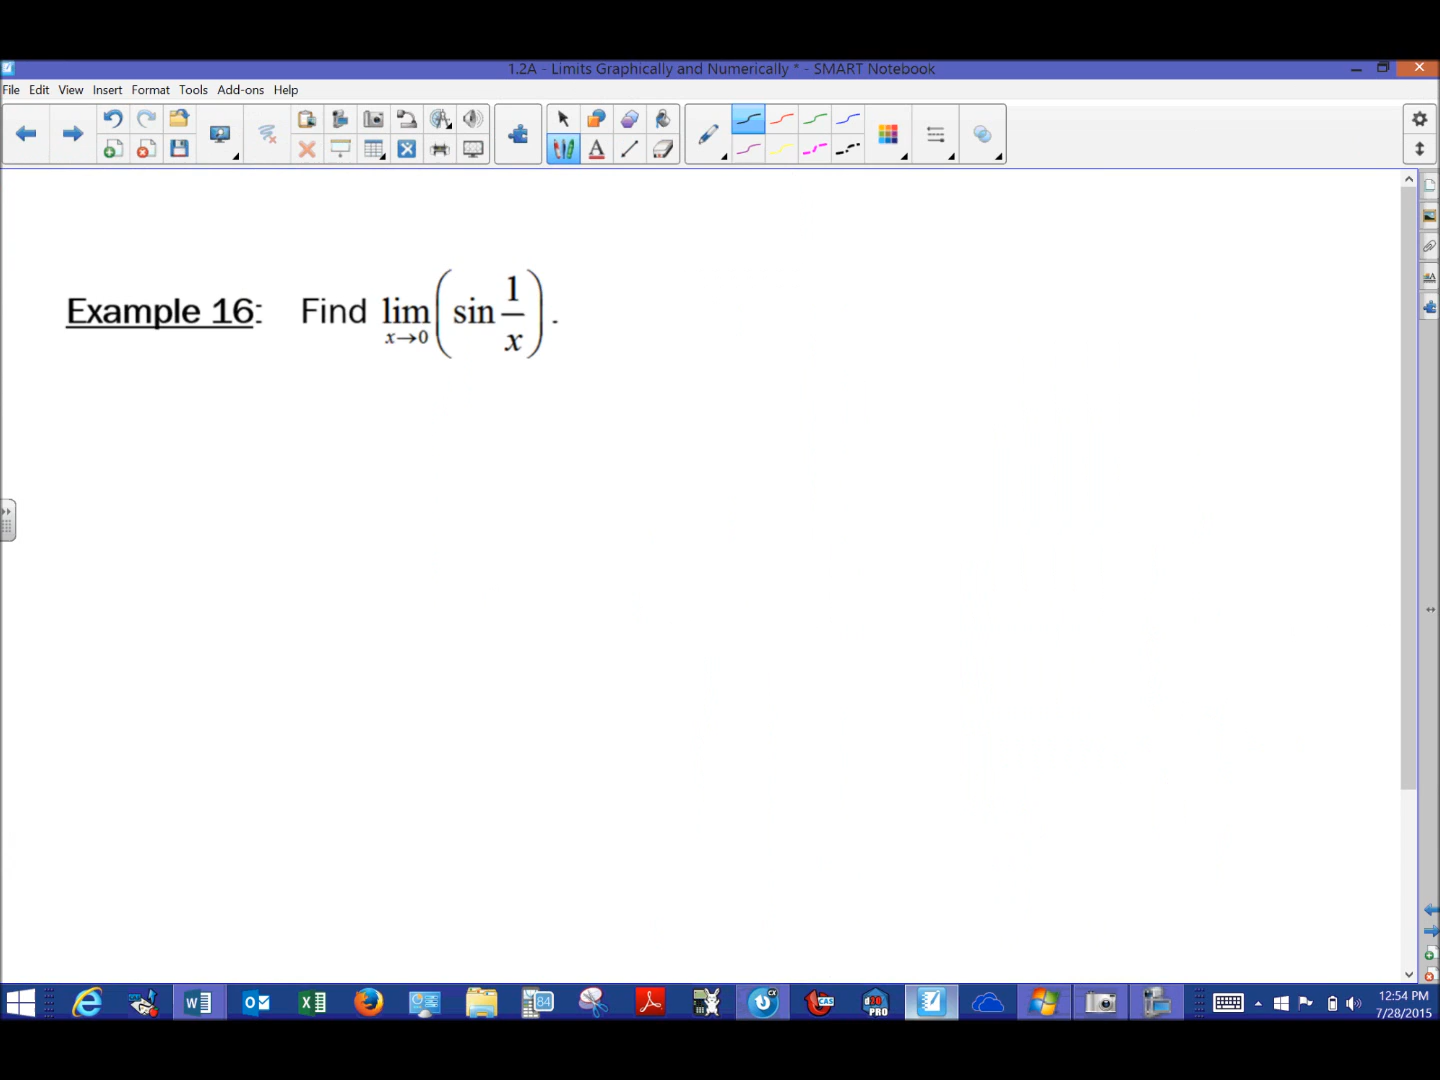 1.2A - Limits Graphically and Numerically * - SMART Notebook
File Edit View Insert Format Tools Add-ons Help
Example 16: Find lim x→0 (sin 1/x).
12:54 PM
7/28/2015